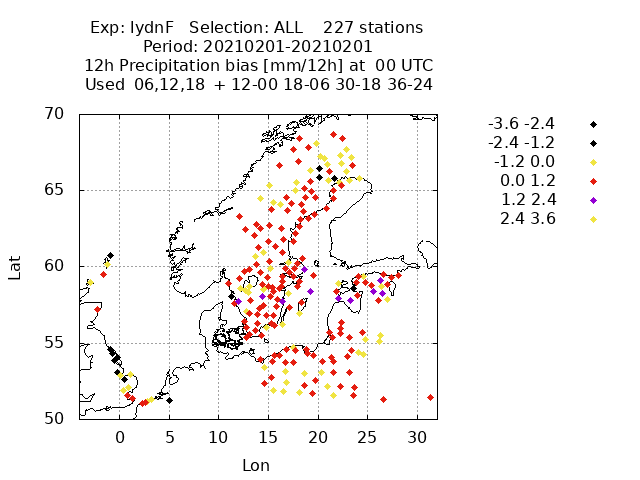 Exp: IydnF   Selection: ALL    227 stations
Period: 20210201-20210201
12h Precipitation bias [mm/12h] at  00 UTC
Used  06,12,18  + 12-00 18-06 30-18 36-24
70
65
60
55
50
Lat
0 5 10 15 20 25 30
Lon
-3.6 -2.4
-2.4 -1.2
-1.2 0.0
0.0 1.2
1.2 2.4
2.4 3.6